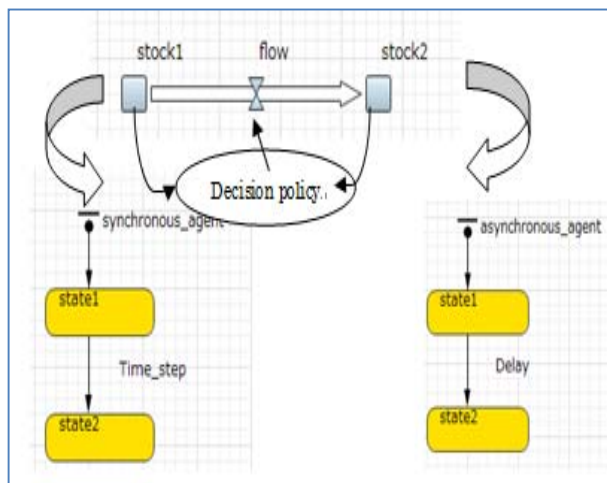 stock1 flow stock2
Decision policy..
synchronous_agent
state1
Time_step
state2
asynchronous_agent
state1
Delay
state2